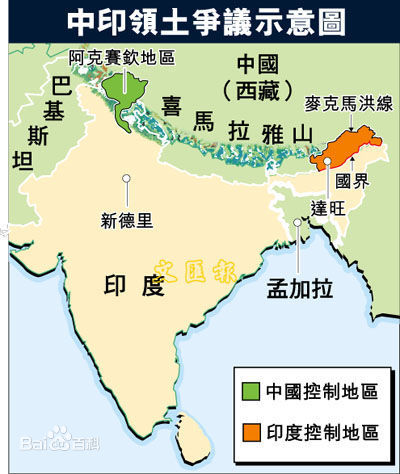 中印領土爭議示意圖
阿克賽欽地區
中國
(西藏)
巴基斯坦
喜馬拉雅山
麥克馬洪線
國界
達旺
新德里
文匯報
印度
孟加拉
中國控制地區
印度控制地區
Bai百科